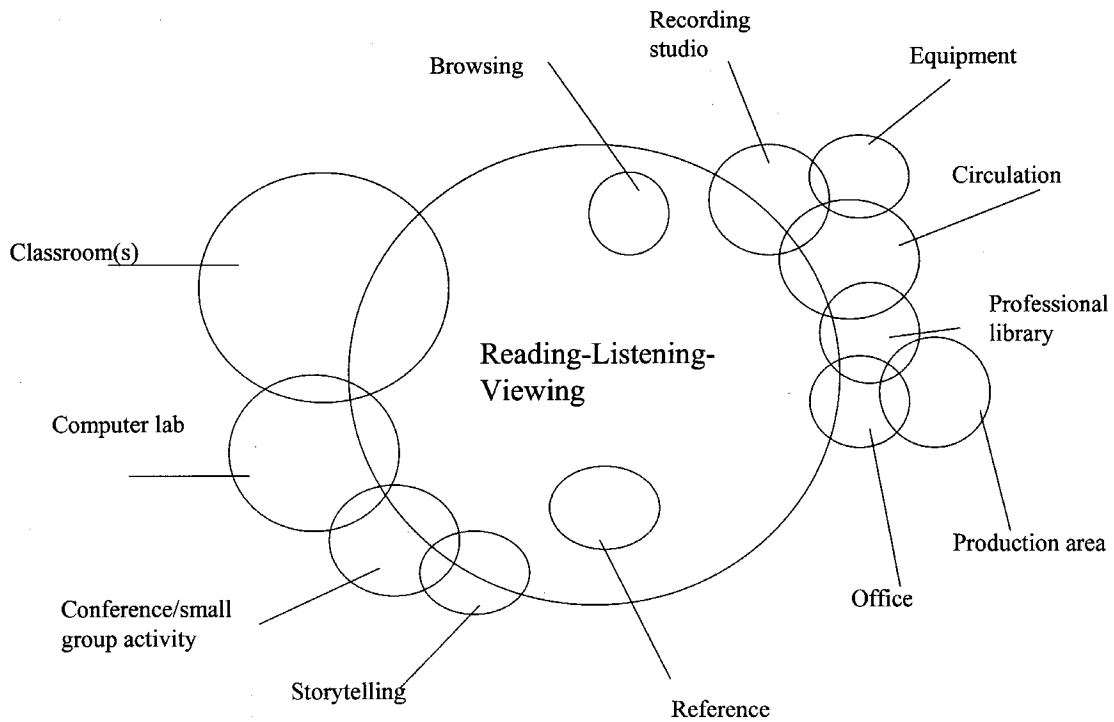 Recording
studio
Browsing
Equipment
Circulation
Classroom(s)
Professional
library
Reading-Listening-
Viewing
Computer lab
Production area
Office
Conference/small
group activity
Storytelling
Reference